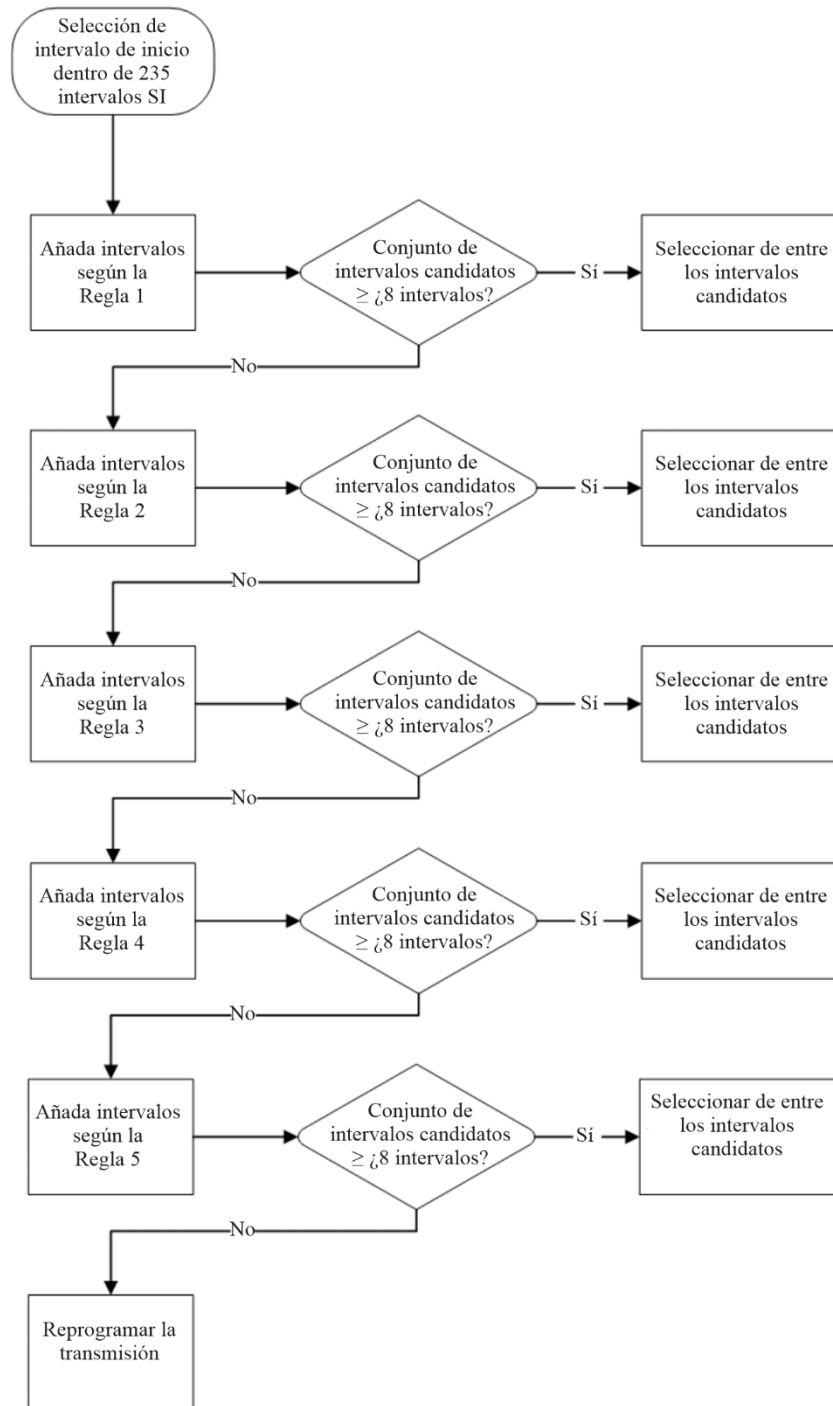 Selección de
intervalo de inicio
dentro de 235
intervalos SI
Añada intervalos
según la
Regla 1
Conjunto de
intervalos candidatos
≥ ¿8 intervalos?
Sí
Seleccionar de entre
los intervalos
candidatos
No
Añada intervalos
según la
Regla 2
Conjunto de
intervalos candidatos
≥ ¿8 intervalos?
Sí
Seleccionar de entre
los intervalos
candidatos
No
Añada intervalos
según la
Regla 3
Conjunto de
intervalos candidatos
≥ ¿8 intervalos?
Sí
Seleccionar de entre
los intervalos
candidatos
No
Añada intervalos
según la
Regla 4
Conjunto de
intervalos candidatos
≥ ¿8 intervalos?
Sí
Seleccionar de entre
los intervalos
candidatos
No
Añada intervalos
según la
Regla 5
Conjunto de
intervalos candidatos
≥ ¿8 intervalos?
Sí
Seleccionar de entre
los intervalos
candidatos
No
Reprogramar la
transmisión